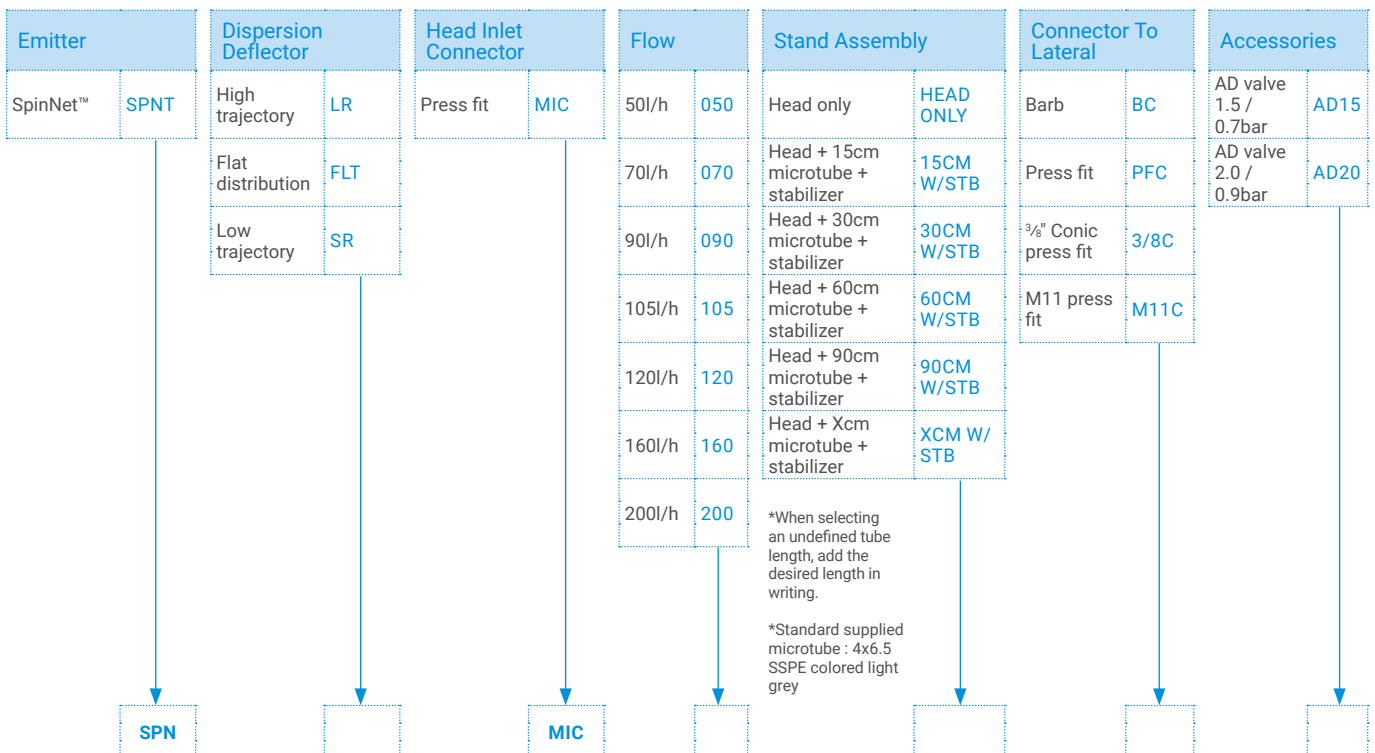 Emitter
Dispersion
Deflector
Head Inlet
Connector
Flow
Stand Assembly
Connector To
Lateral
Accessories
SpinNet™ SPNT
High
trajectory
LR
Flat
distribution
FLT
Low
trajectory
SR
Press fit MIC
50l/h 050
70l/h 070
90l/h 090
105l/h 105
120l/h 120
160l/h 160
200l/h 200
Head only
HEAD
ONLY
Head + 15cm
microtube +
stabilizer
15CM
W/STB
Head + 30cm
microtube +
stabilizer
30CM
W/STB
Head + 60cm
microtube +
stabilizer
60CM
W/STB
Head + 90cm
microtube +
stabilizer
90CM
W/STB
Head + Xcm
microtube +
stabilizer
XCM W/
STB
*When selecting
an undefined tube
length, add the
desired length in
writing.
*Standard supplied
microtube : 4x6.5
SSPE colored light
grey
Barb BC
Press fit PFC
⅜" Conic
press fit
3/8C
M11 press
fit
M11C
AD valve
1.5 /
0.7bar
AD15
AD valve
2.0 /
0.9bar
AD20
SPN
MIC